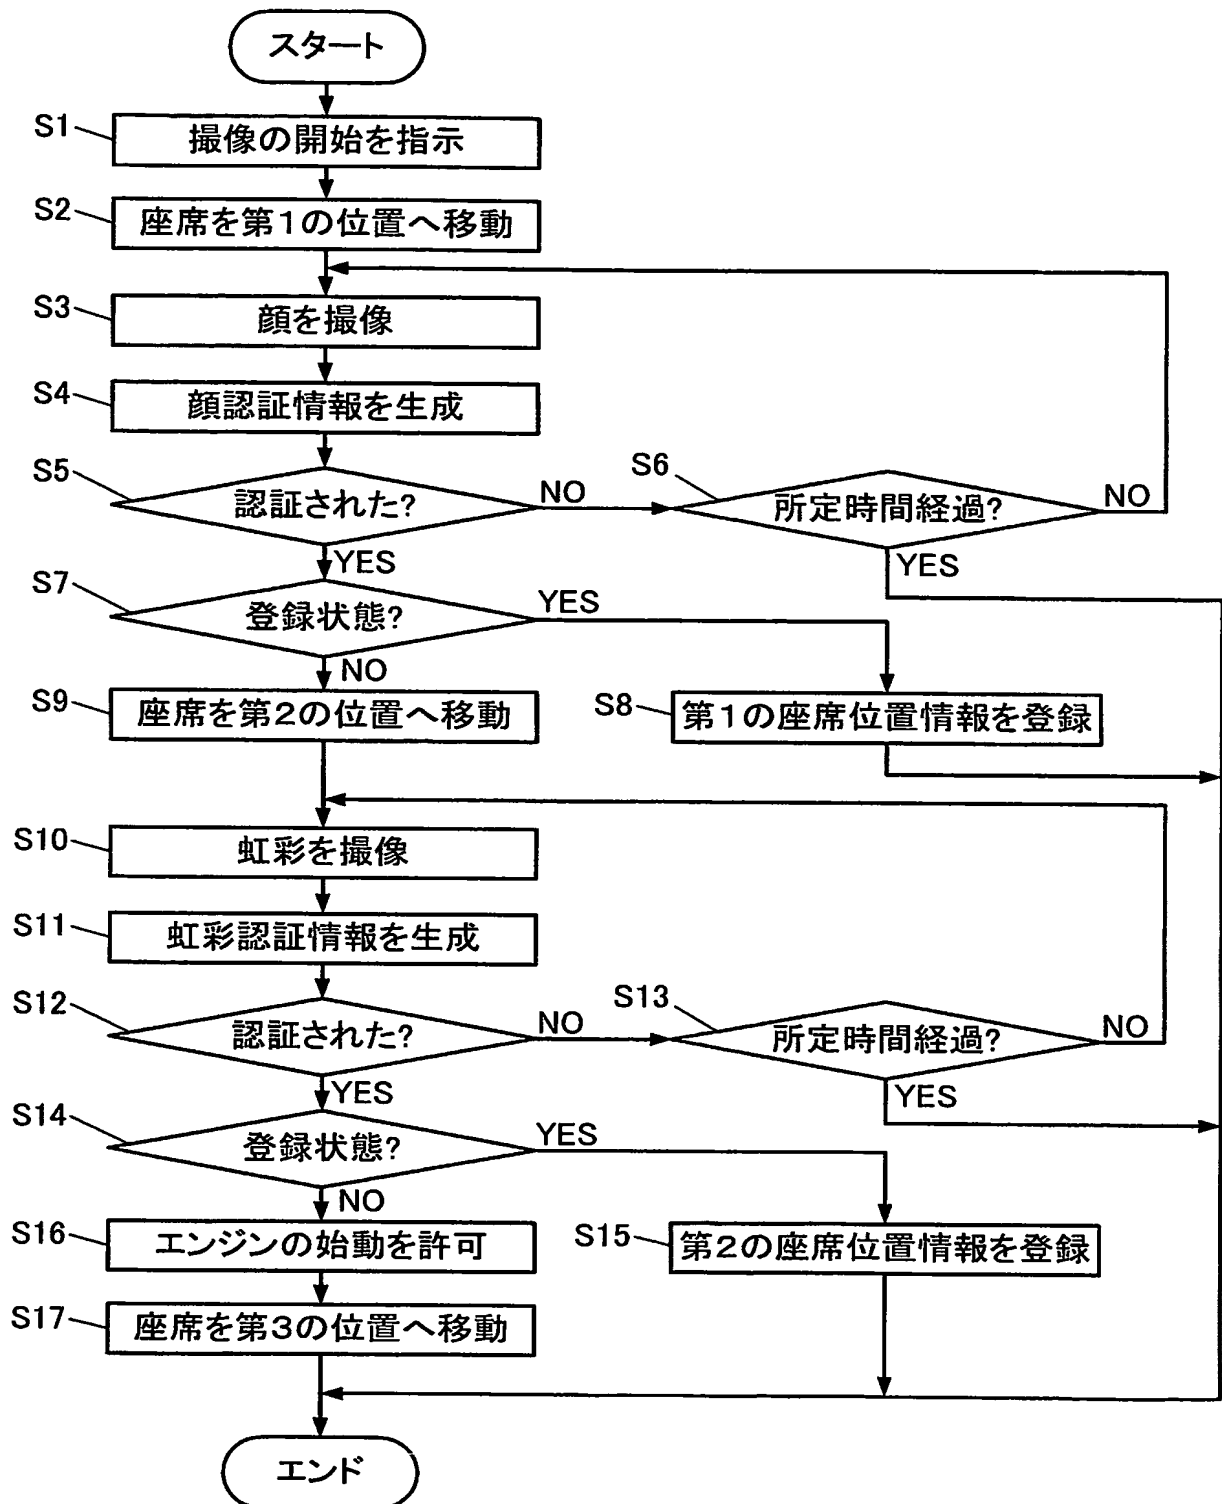 スタート
S1
撮像の開始を指示
S2
座席を第1の位置へ移動
S3
顔を撮像
S4
顔認証情報を生成
S5
認証された?
NO
YES
S6
所定時間経過?
NO
YES
S7
登録状態?
YES
NO
S8
第1の座席位置情報を登録
S9
座席を第2の位置へ移動
S10
虹彩を撮像
S11
虹彩認証情報を生成
S12
認証された?
NO
YES
S13
所定時間経過?
NO
YES
S14
登録状態?
YES
NO
S15
第2の座席位置情報を登録
S16
エンジンの始動を許可
S17
座席を第3の位置へ移動
エンド